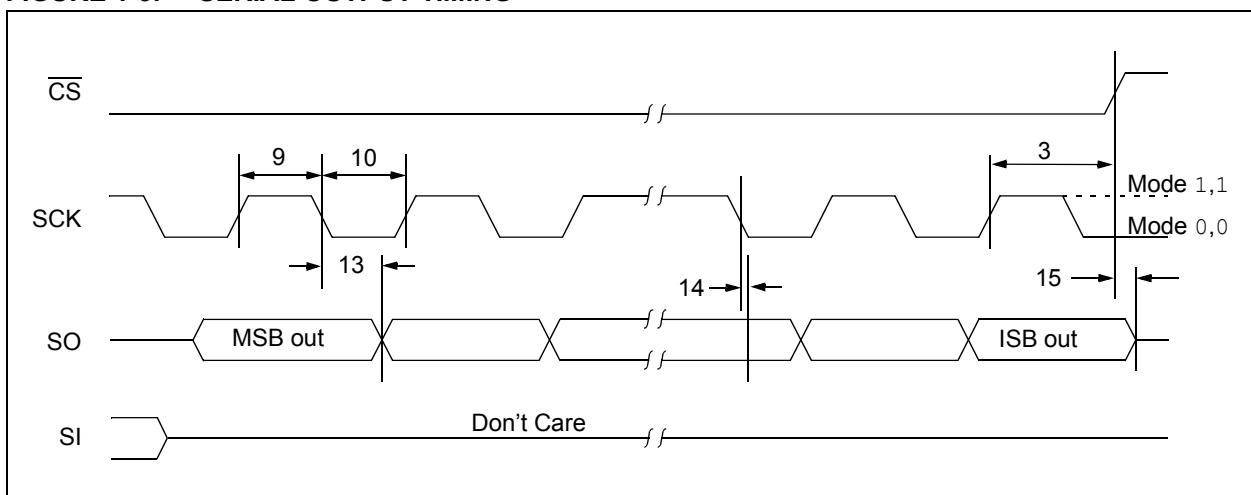 CS
9
10
3
Mode 1,1
SCK
Mode 0,0
13
14
15
SO
MSB out
ISB out
SI
Don't Care